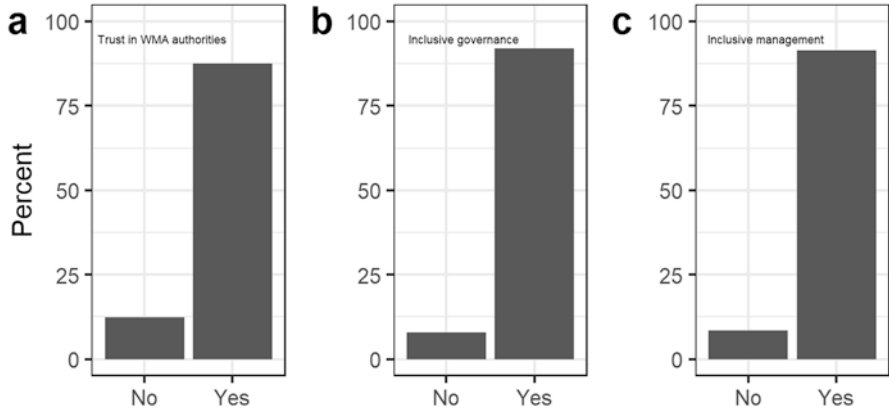 a
Trust in WMA authorities
Percent
100
75
50
25
0
No Yes
b
Inclusive governance
100
75
50
25
0
No Yes
c
Inclusive management
100
75
50
25
0
No Yes